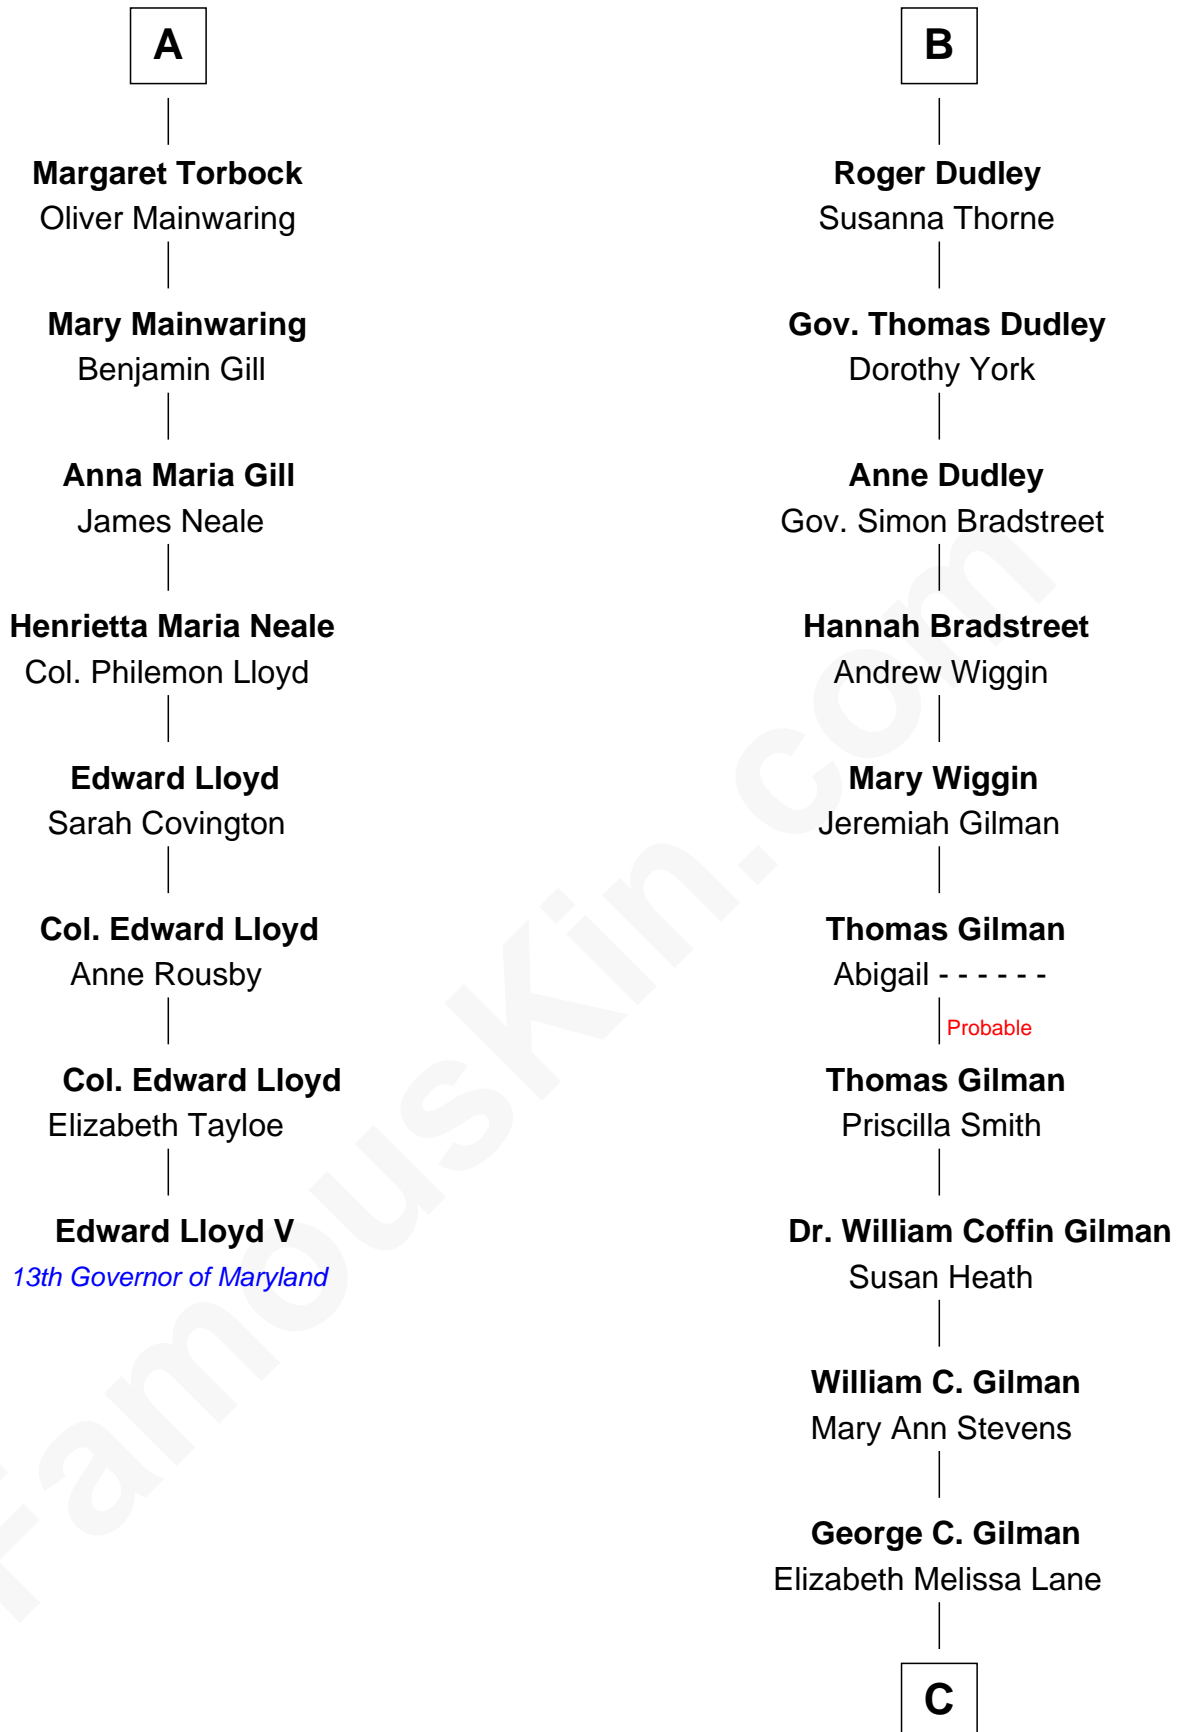 A
Margaret Torbock
Oliver Mainwaring
Mary Mainwaring
Benjamin Gill
Anna Maria Gill
James Neale
Henrietta Maria Neale
Col. Philemon Lloyd
Edward Lloyd
Sarah Covington
Col. Edward Lloyd
Anne Rousby
Col. Edward Lloyd
Elizabeth Tayloe
Edward Lloyd V
13th Governor of Maryland
B
Roger Dudley
Susanna Thorne
Gov. Thomas Dudley
Dorothy York
Anne Dudley
Gov. Simon Bradstreet
Hannah Bradstreet
Andrew Wiggin
Mary Wiggin
Jeremiah Gilman
Thomas Gilman
Abigail - - - - - -
Probable
Thomas Gilman
Priscilla Smith
Dr. William Coffin Gilman
Susan Heath
William C. Gilman
Mary Ann Stevens
George C. Gilman
Elizabeth Melissa Lane
C
FamousKin.com